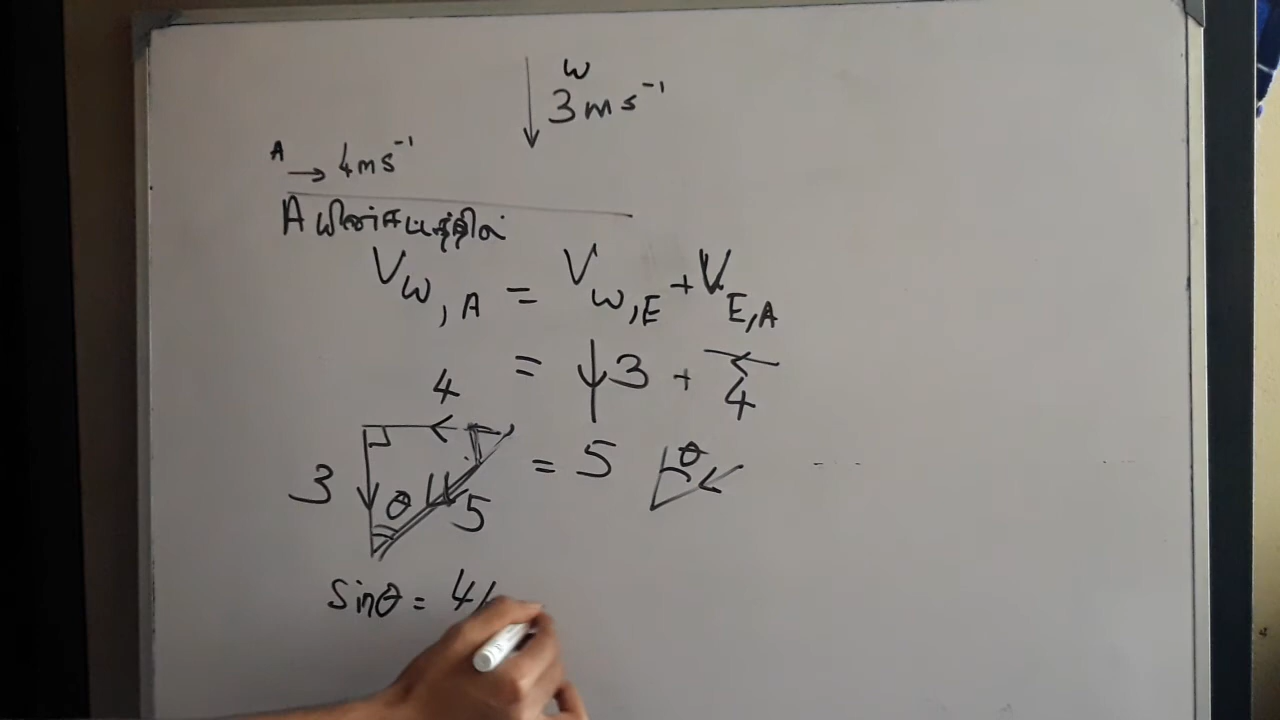 W
↓ 3ms⁻¹
A → 4ms⁻¹
A
V_W,A = V_W,E + V_E,A
= ↓3 + ←4
4
3 θ 5
= 5 θ
sinθ = 4/